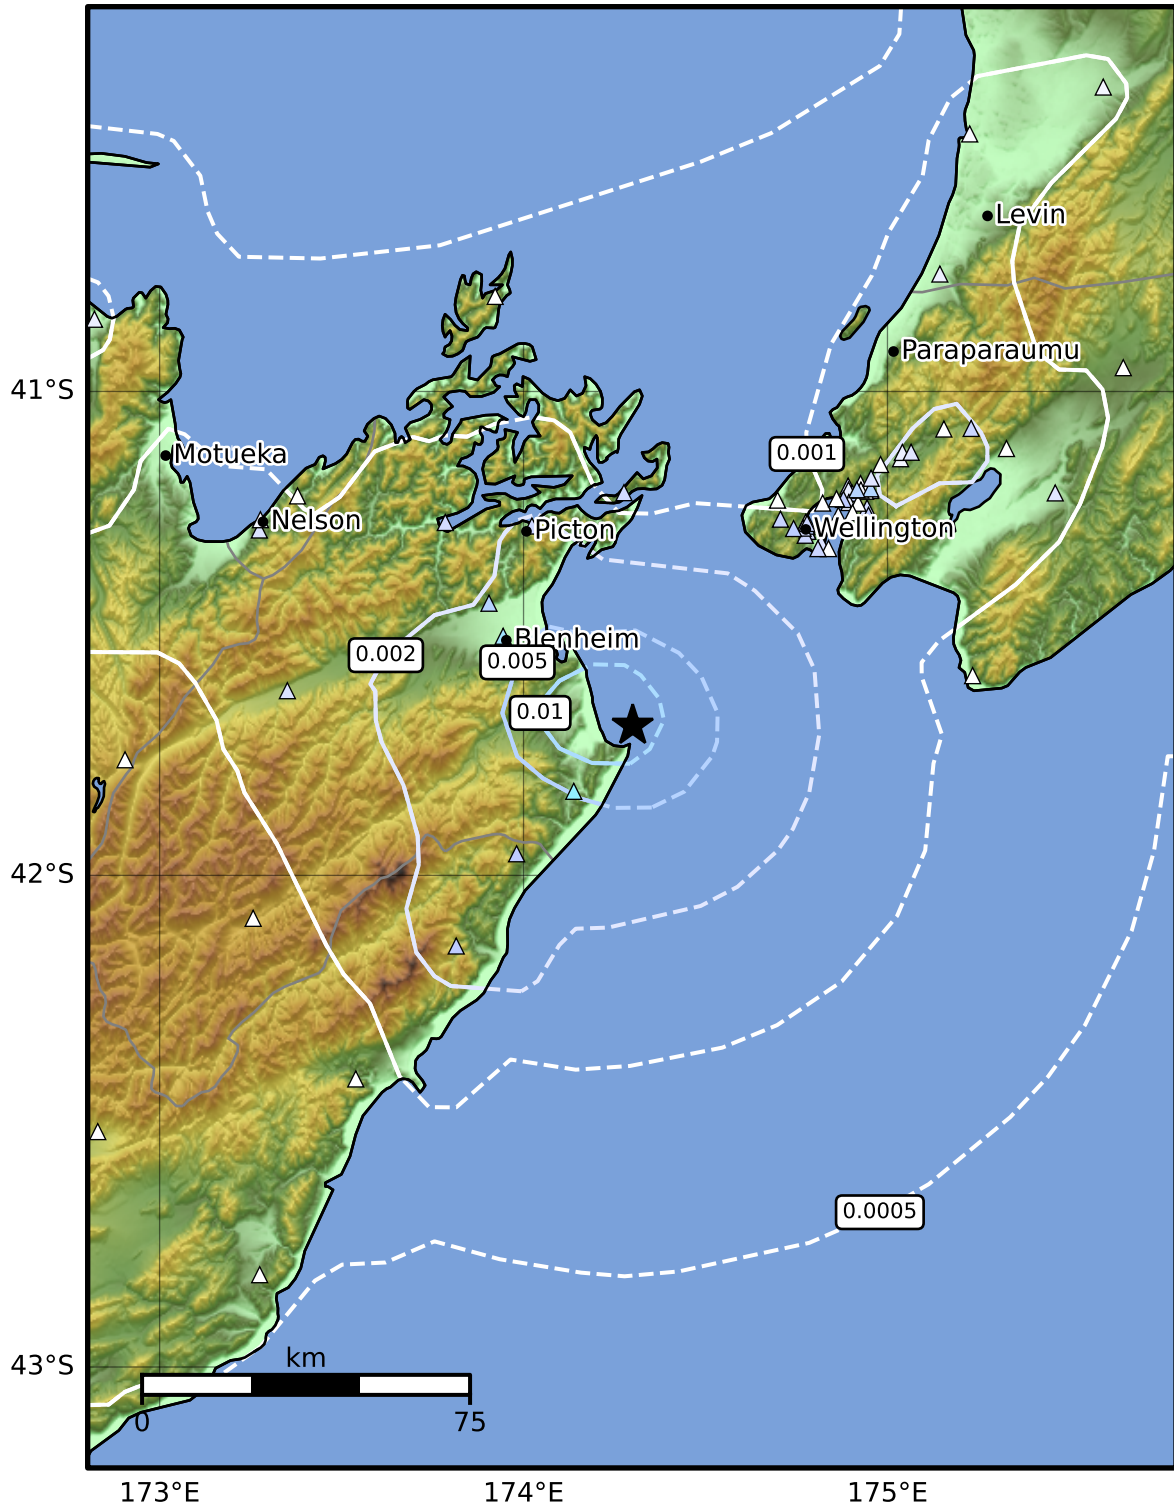 Levin
Paraparaumu
41°S
Motueka
0.001
Nelson
Picton
Wellington
Blenheim
0.002
0.005
0.01
42°S
0.0005
43°S
km
0
75
173°E
174°E
175°E